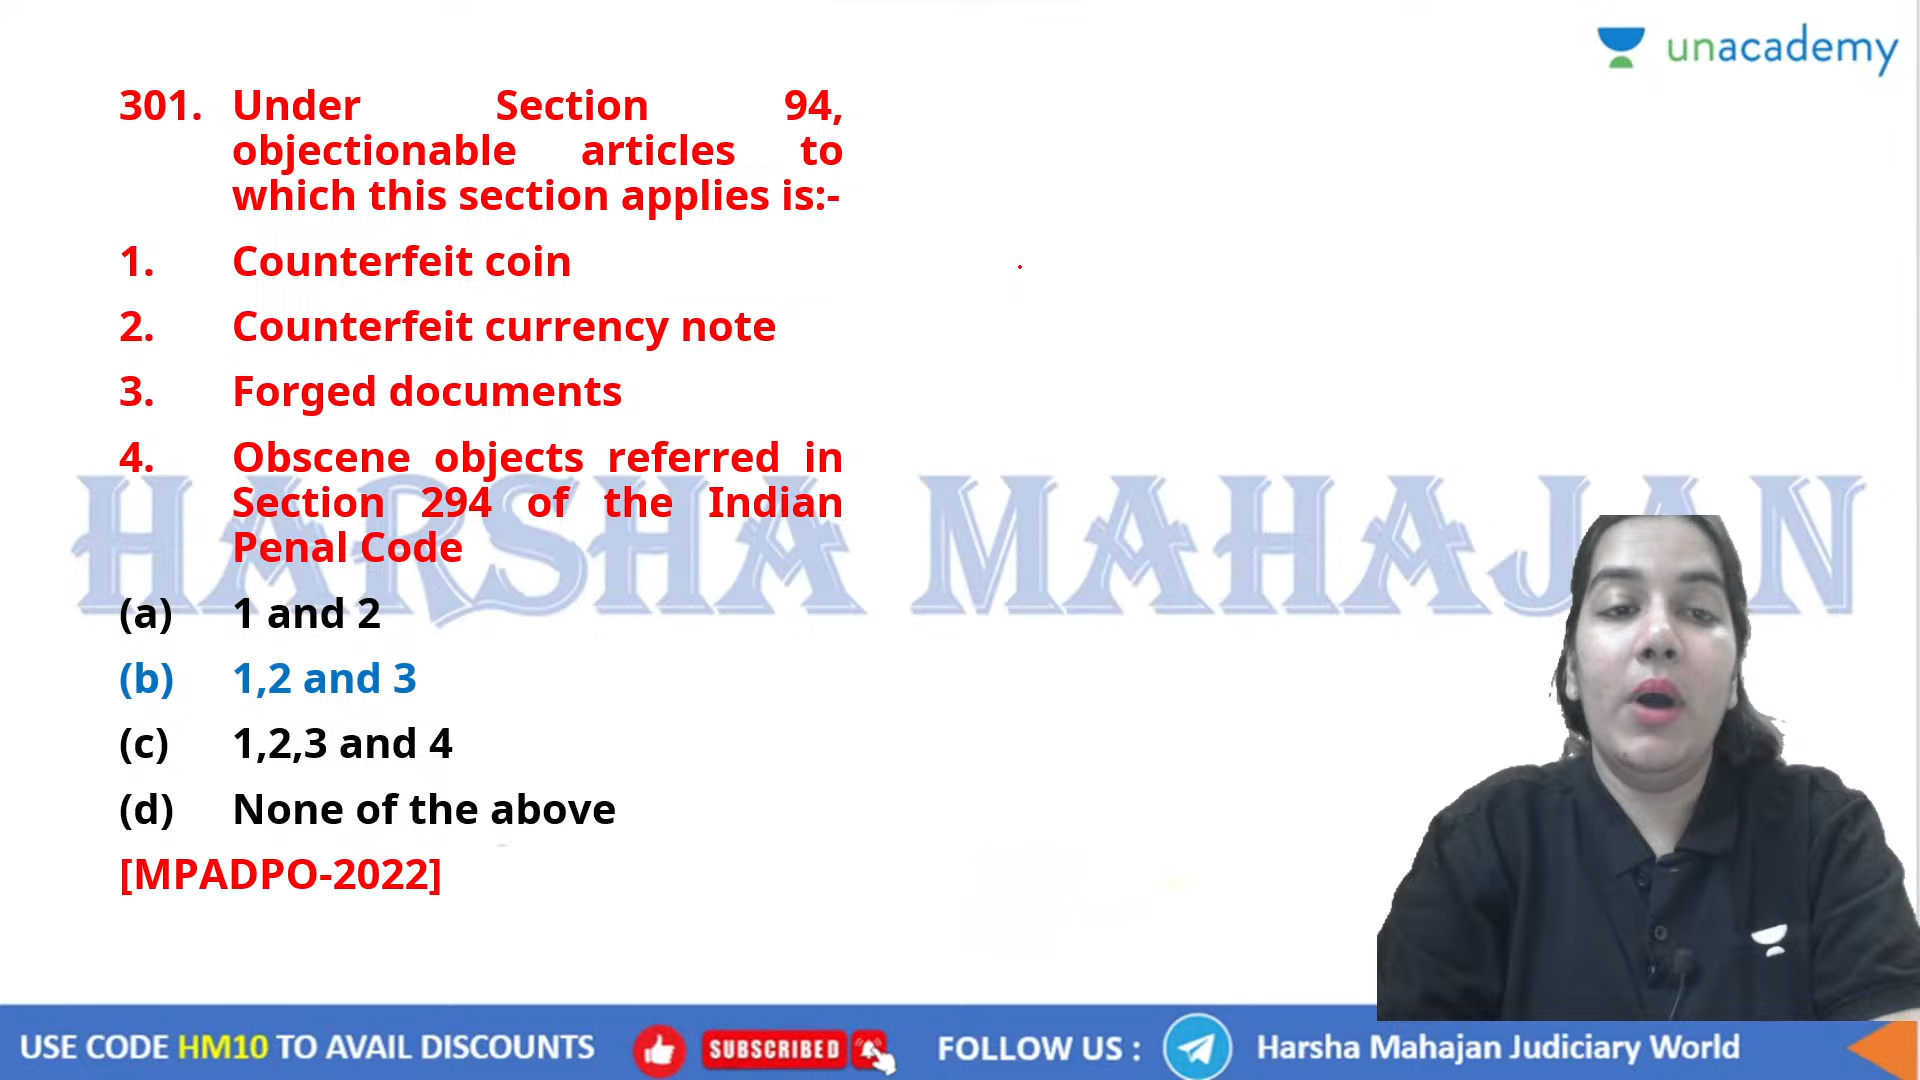 unacademy
301. Under Section 94,
objectionable articles to
which this section applies is:-
1. Counterfeit coin
2. Counterfeit currency note
3. Forged documents
4. Obscene objects referred in
Section 294 of the Indian
Penal Code
HARSHA MAHAJAN
(a) 1 and 2
(b) 1,2 and 3
(c) 1,2,3 and 4
(d) None of the above
[MPADPO-2022]
USE CODE HM10 TO AVAIL DISCOUNTS SUBSCRIBED FOLLOW US : Harsha Mahajan Judiciary World